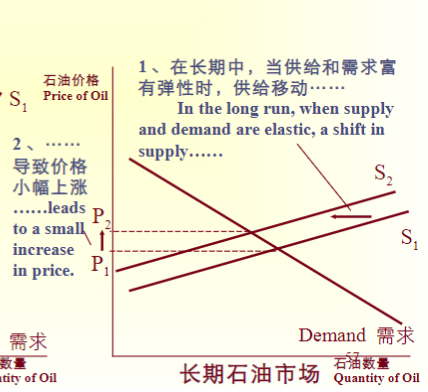 石油价格
Price of Oil
S1
1、在长期中，当供给和需求富
有弹性时，供给移动……
In the long run, when supply
and demand are elastic, a shift in
supply……
2、……
导致价格
小幅上涨
……leads
to a small
increase
in price.
P2
P1
S2
S1
Demand 需求
需求
57
数量
tity of Oil
长期石油市场
石油数量
Quantity of Oil